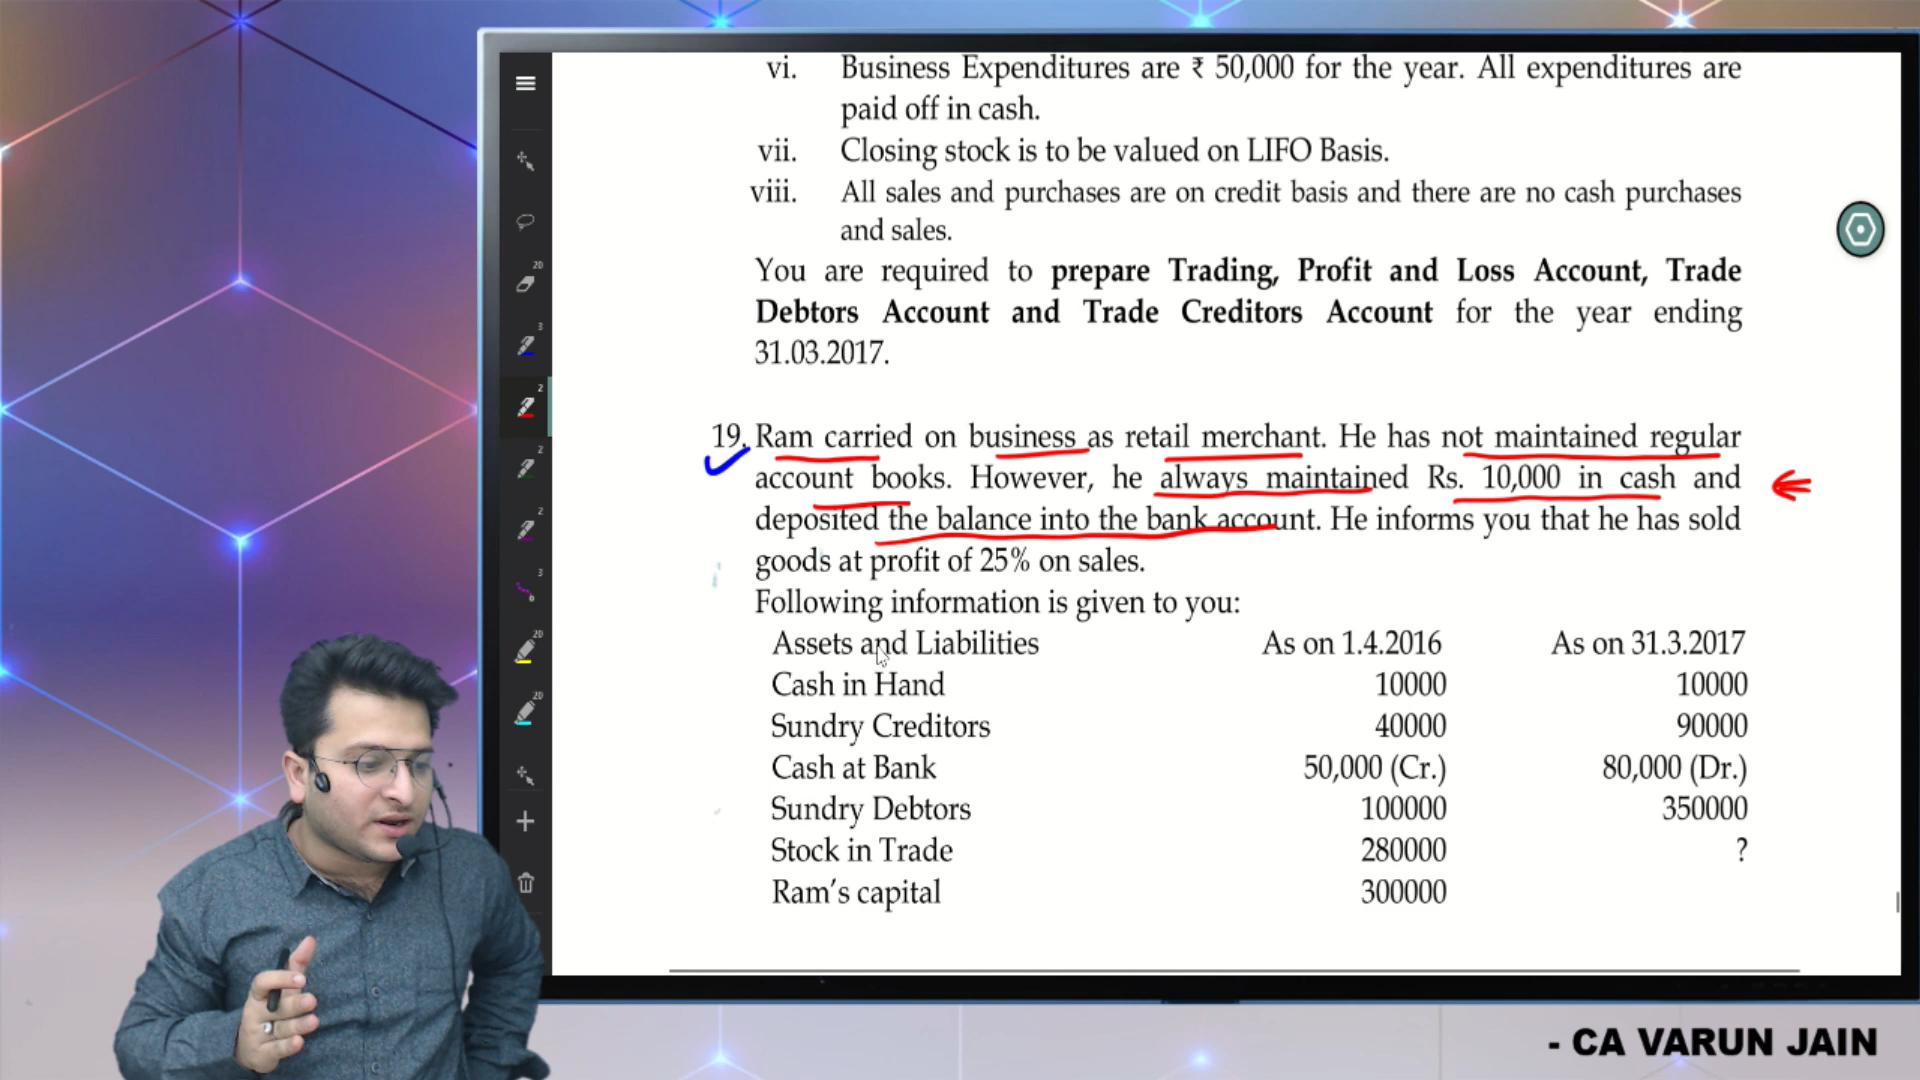 vi. Business Expenditures are ₹ 50,000 for the year. All expenditures are
paid off in cash.
vii. Closing stock is to be valued on LIFO Basis.
viii. All sales and purchases are on credit basis and there are no cash purchases
and sales.
You are required to prepare Trading, Profit and Loss Account, Trade
Debtors Account and Trade Creditors Account for the year ending
31.03.2017.
19. Ram carried on business as retail merchant. He has not maintained regular
account books. However, he always maintained Rs. 10,000 in cash and
deposited the balance into the bank account. He informs you that he has sold
goods at profit of 25% on sales.
Following information is given to you:
Assets and Liabilities As on 1.4.2016 As on 31.3.2017
Cash in Hand 10000 10000
Sundry Creditors 40000 90000
Cash at Bank 50,000 (Cr.) 80,000 (Dr.)
Sundry Debtors 100000 350000
Stock in Trade 280000 ?
Ram's capital 300000
20
3
2
2
2
3
20
20
- CA VARUN JAIN